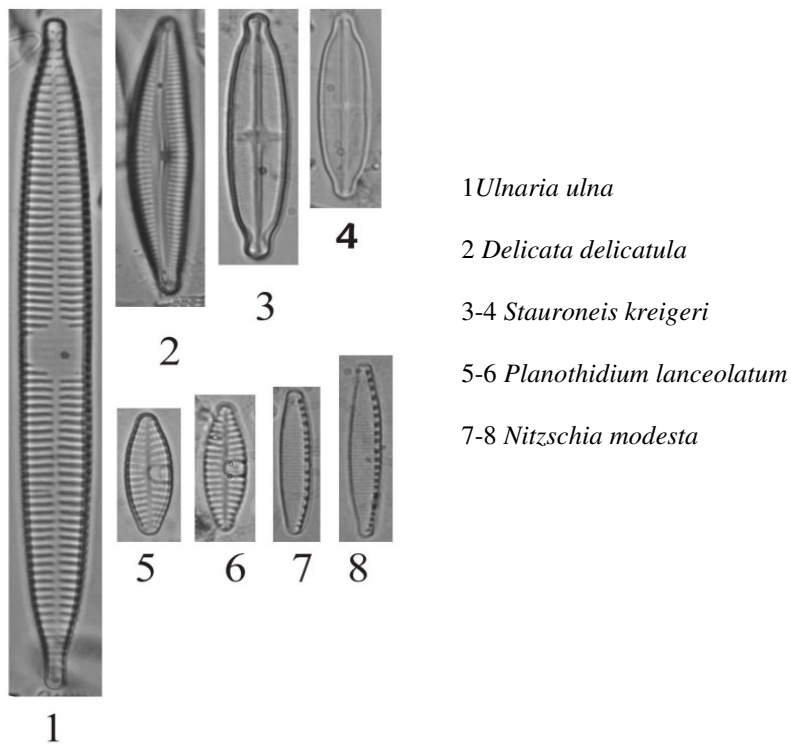 1Ulnaria ulna
2 Delicata delicatula
3-4 Stauroneis kreigeri
5-6 Planothidium lanceolatum
7-8 Nitzschia modesta
1
2
3
4
5
6
7
8